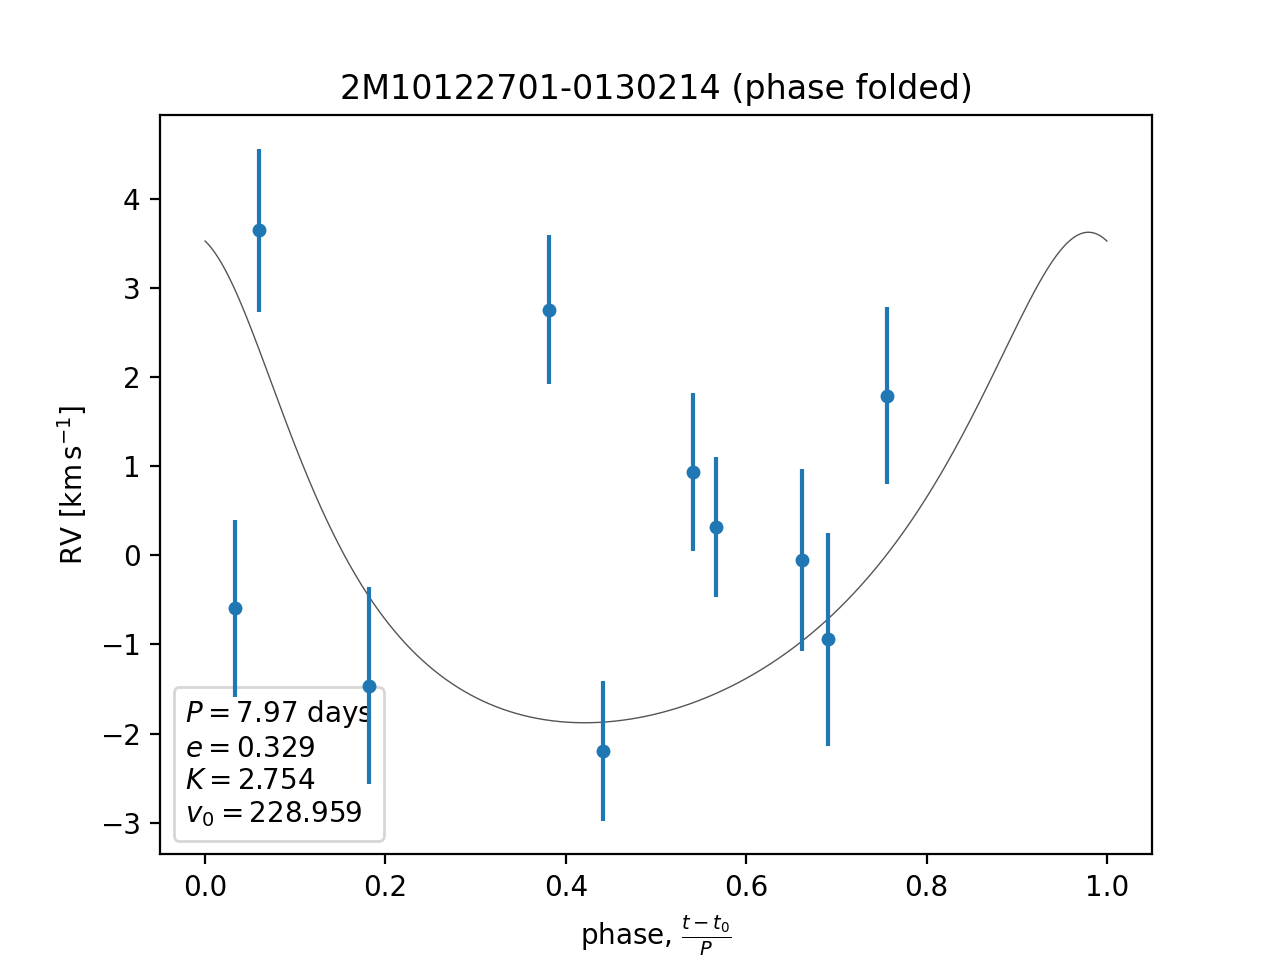 2M10122701-0130214 (phase folded)
RV [km s⁻¹]
4
3
2
1
0
−1
−2
−3
P = 7.97 days
e = 0.329
K = 2.754
v₀ = 228.959
0.0 0.2 0.4 0.6 0.8 1.0
phase, (t − t₀)/P